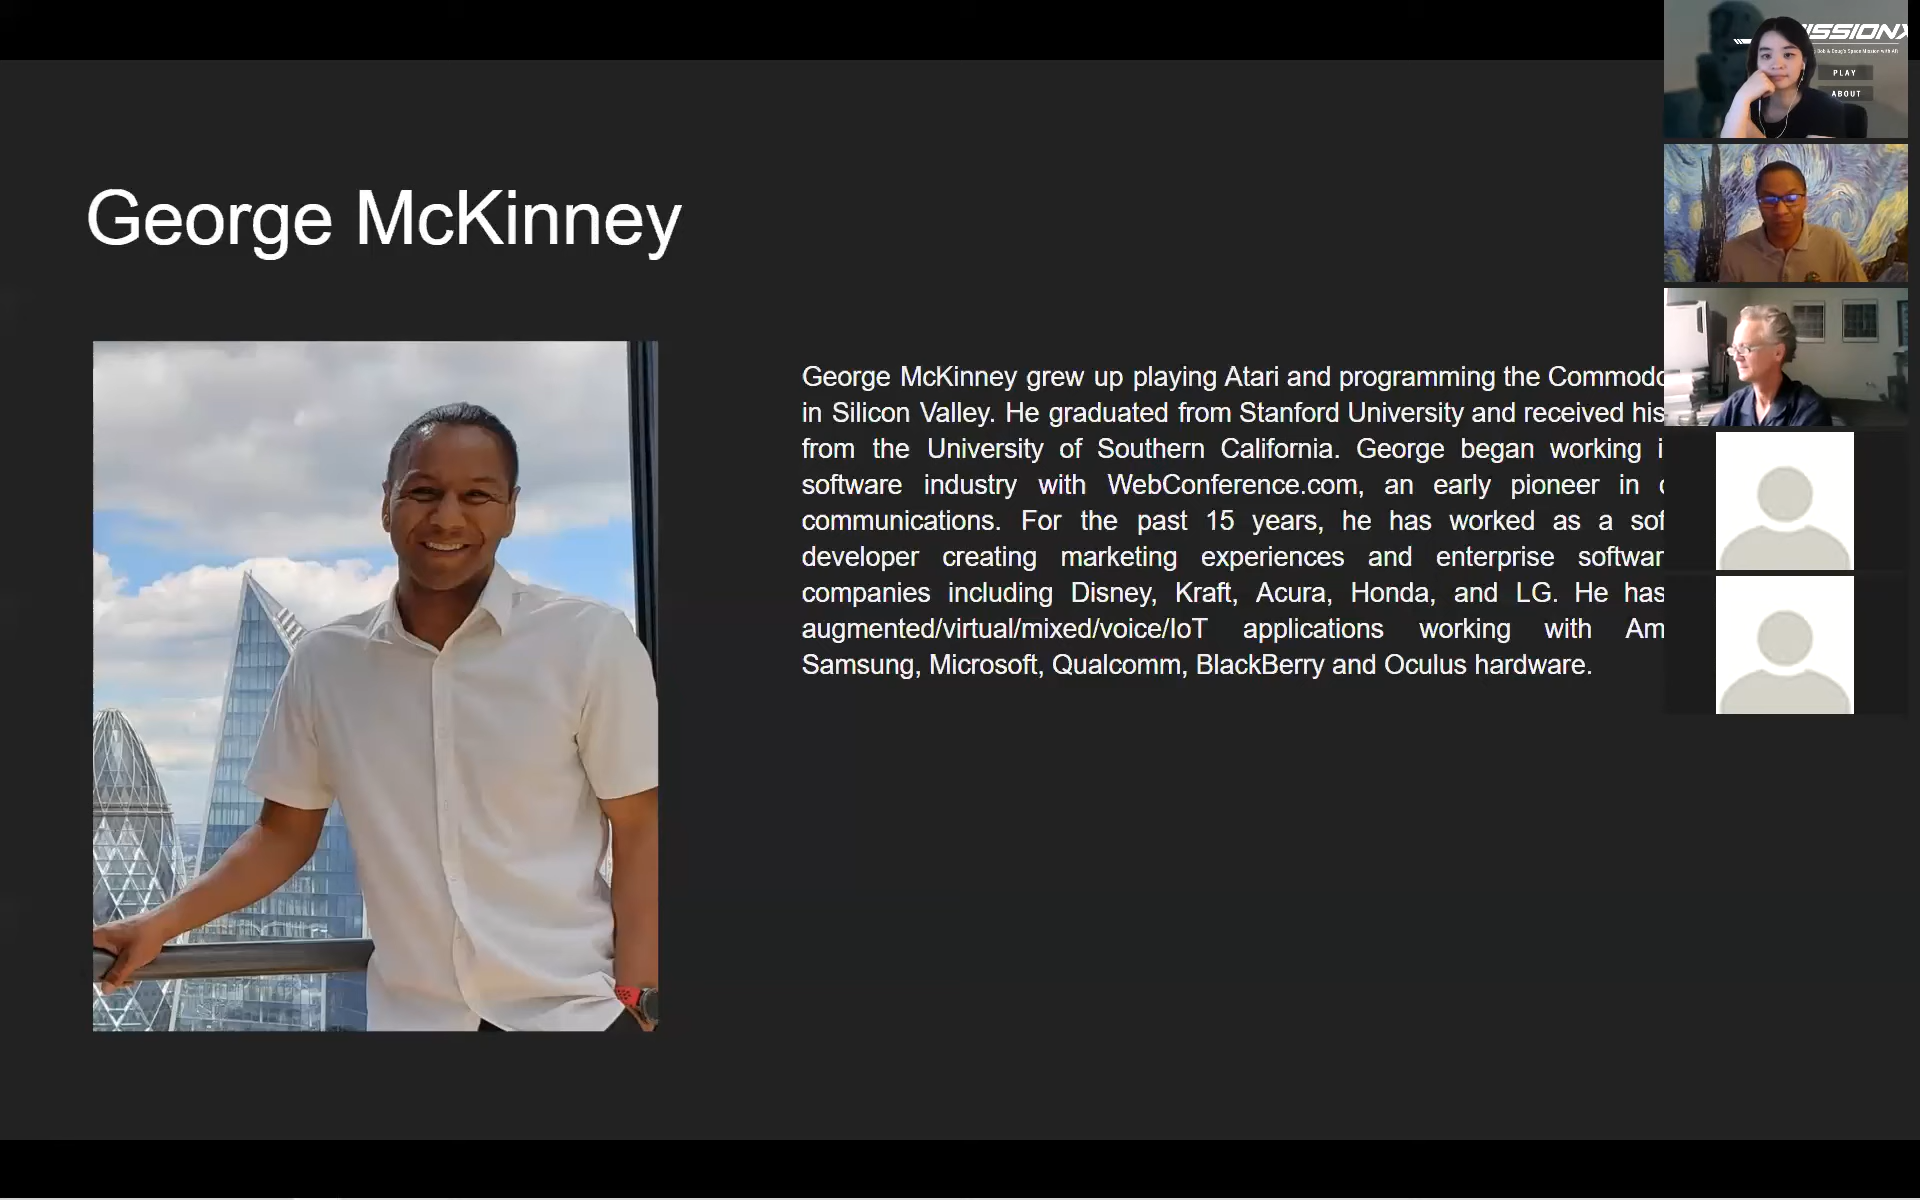 George McKinney
George McKinney grew up playing Atari and programming the
in Silicon Valley. He graduated from Stanford University and received his
from the University of Southern California. George began working
software industry with WebConference.com, an early pioneer in
communications. For the past 15 years, he has worked as a
developer creating marketing experiences and enterprise
companies including Disney, Kraft, Acura, Honda, and LG. He has
augmented/virtual/mixed/voice/IoT applications working with
Samsung, Microsoft, Qualcomm, BlackBerry and Oculus hardware.
PLAY
ABOUT